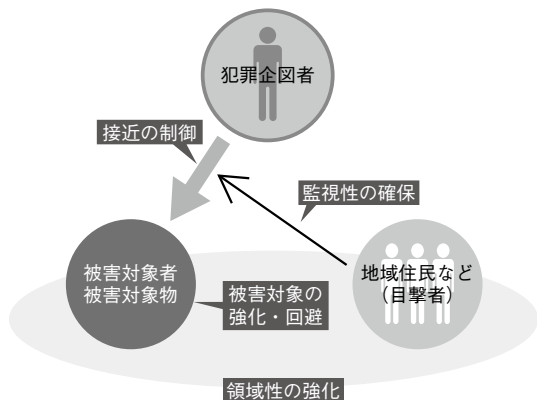 犯罪企図者
接近の制御
監視性の確保
被害対象者
被害対象物
被害対象の
強化・回避
地域住民など
（目撃者）
領域性の強化